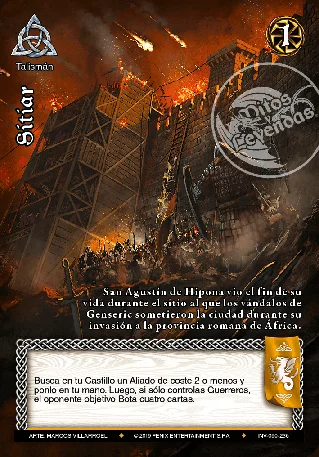 1
Talismán
Sitiar
Mitos
Leyendas
San Agustín de Hipona vio el fin de su
vida durante el sitio al que los vándalos de
Genseric sometieron la ciudad durante su
invasión a la provincia romana de África.
Busca en tu Castillo un Aliado de coste 2 o menos y
ponlo en tu mano. Luego, si sólo controlas Guerreros,
el oponente objetivo Bota cuatro cartas.
ARTE: MARCOS VILLARROEL
© 2019 FENIX ENTERTAINMENT SPA